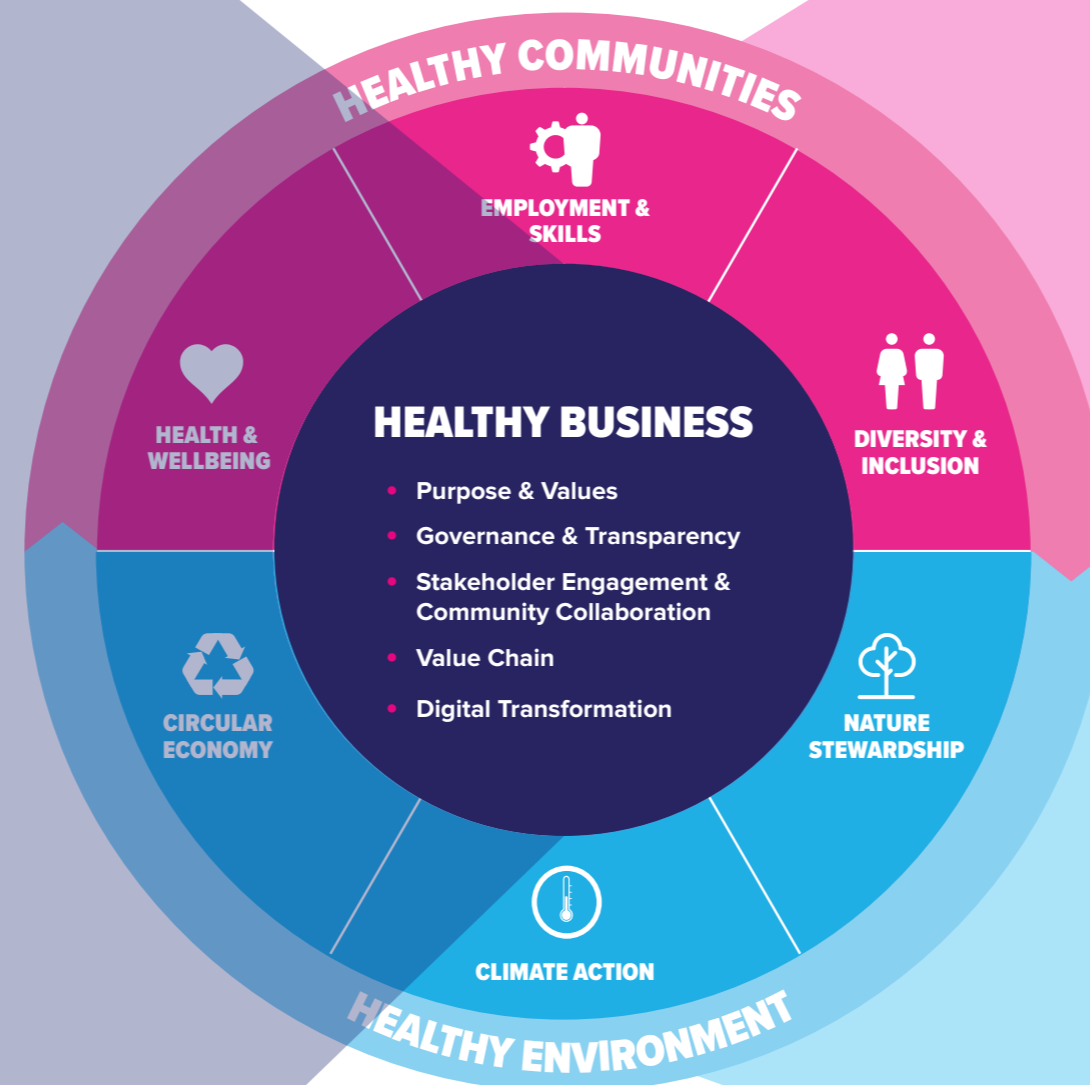 HEALTHY COMMUNITIES
EMPLOYMENT &
SKILLS
HEALTH &
WELLBEING
DIVERSITY &
INCLUSION
HEALTHY BUSINESS
• Purpose & Values
• Governance & Transparency
• Stakeholder Engagement &
Community Collaboration
• Value Chain
• Digital Transformation
CIRCULAR
ECONOMY
NATURE
STEWARDSHIP
CLIMATE ACTION
HEALTHY ENVIRONMENT